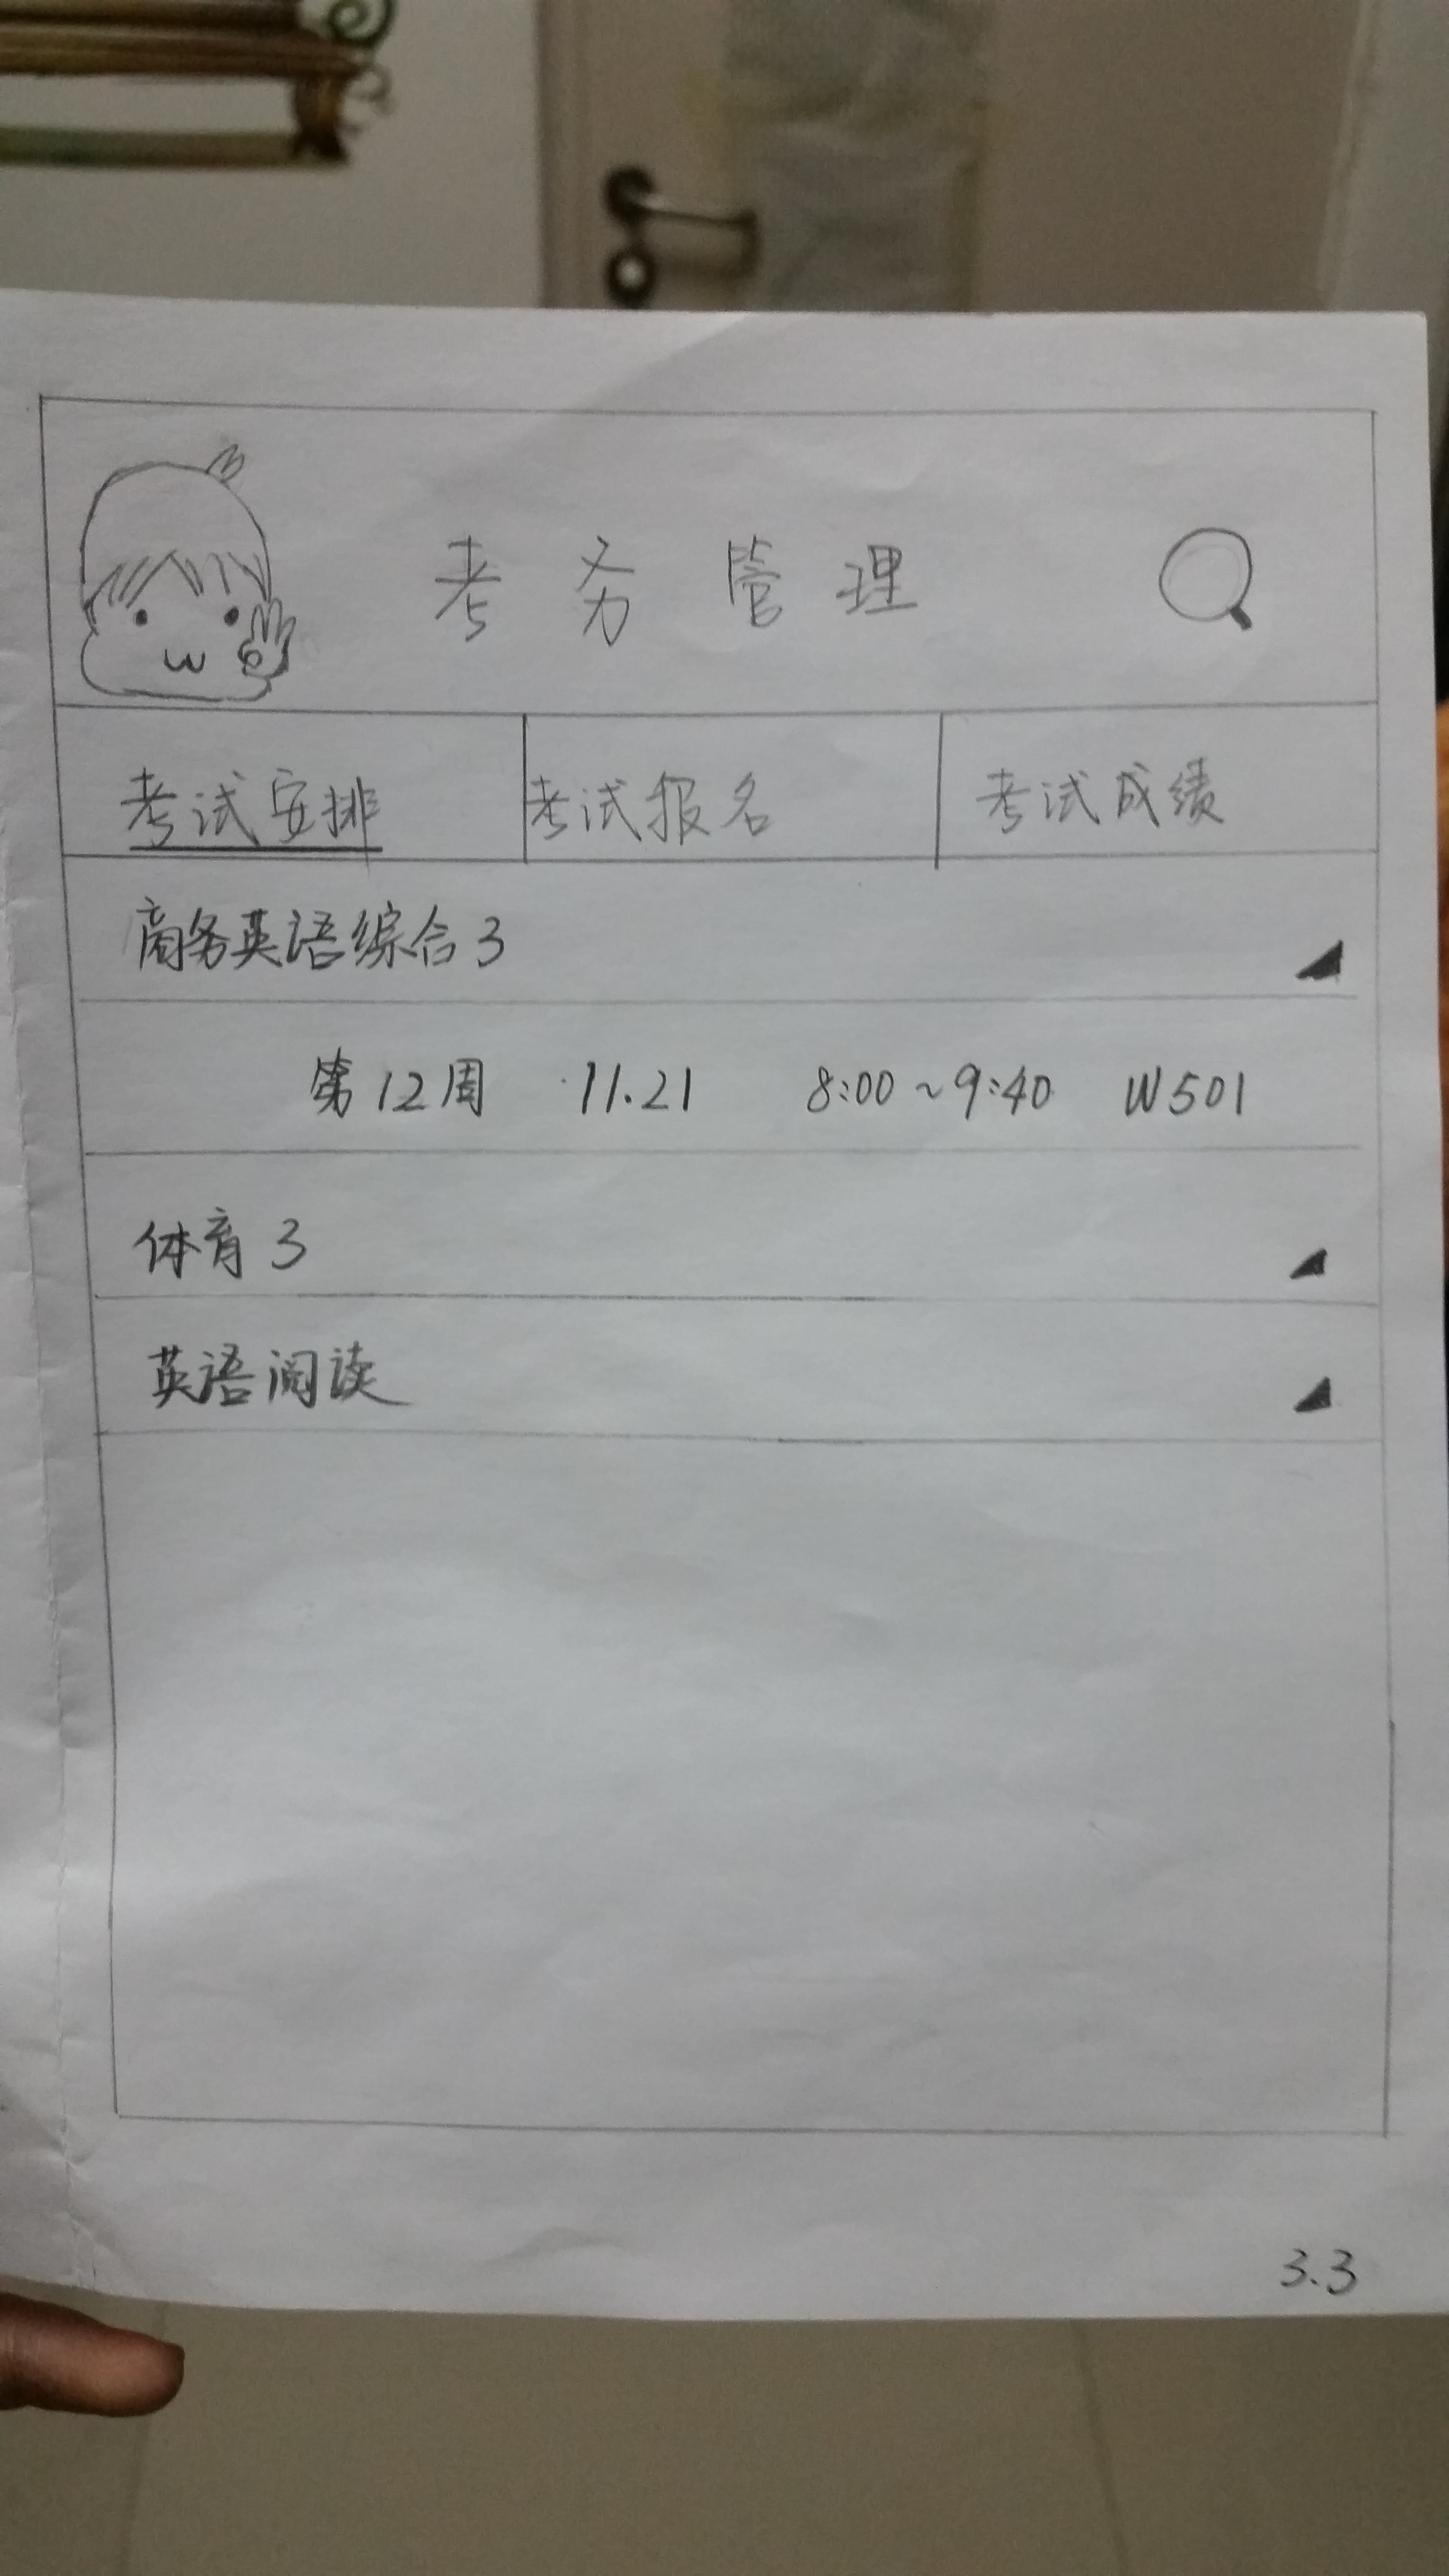 考务管理
考试安排 考试报名 考试成绩
商务英语综合3
第12周 11.21 8:00~9:40 W501
体育3
英语阅读
3.3